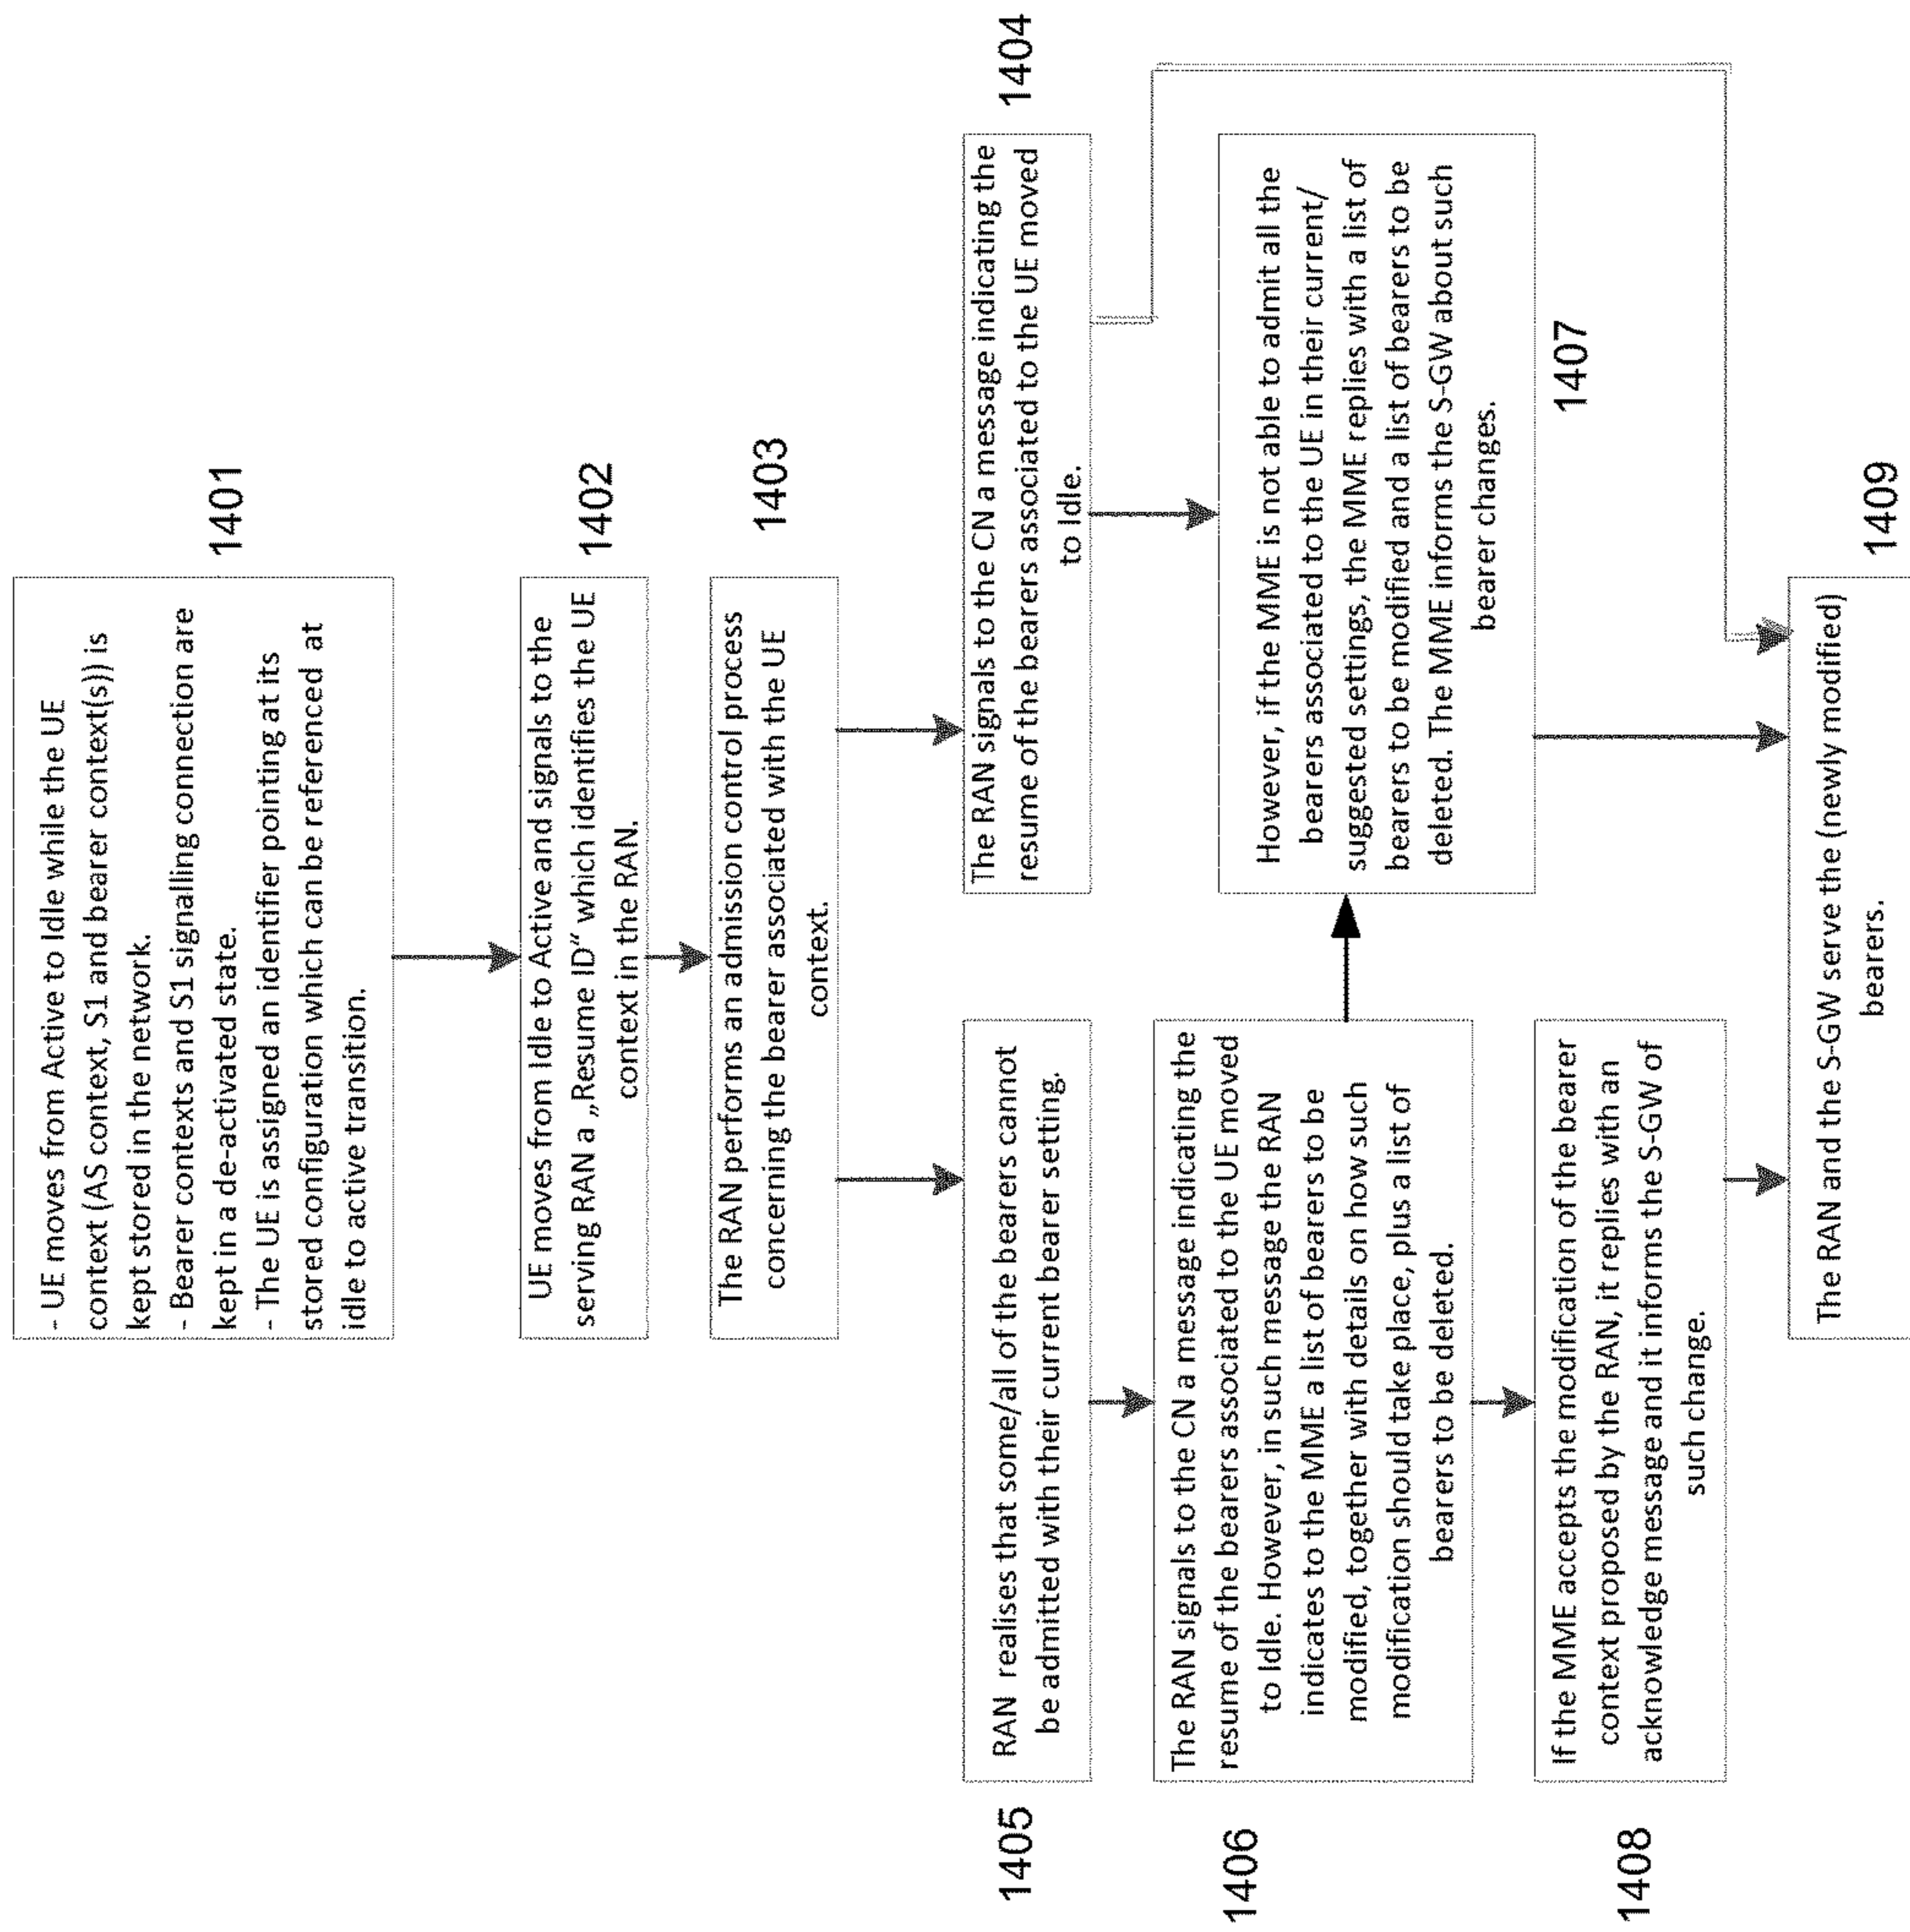 - UE moves from Active to Idle while the UE
context (AS context, S1 and bearer context(s)) is
kept stored in the network.
- Bearer contexts and S1 signalling connection are
kept in a de-activated state.
- The UE is assigned an identifier pointing at its
stored configuration which can be referenced at
idle to active transition.
1401
UE moves from Idle to Active and signals to the
serving RAN a „Resume ID“ which identifies the UE
context in the RAN.
1402
The RAN performs an admission control process
concerning the bearer associated with the UE
context.
1403
The RAN signals to the CN a message indicating the
resume of the bearers associated to the UE moved
to Idle.
1404
1405
RAN realises that some/all of the bearers cannot
be admitted with their current bearer setting.
1406
The RAN signals to the CN a message indicating the
resume of the bearers associated to the UE moved
to Idle. However, in such message the RAN
indicates to the MME a list of bearers to be
modified, together with details on how such
modification should take place, plus a list of
bearers to be deleted.
However, if the MME is not able to admit all the
bearers associated to the UE in their current/
suggested settings, the MME replies with a list of
bearers to be modified and a list of bearers to be
deleted. The MME informs the S-GW about such
bearer changes.
1407
1408
If the MME accepts the modification of the bearer
context proposed by the RAN, it replies with an
acknowledge message and it informs the S-GW of
such change.
The RAN and the S-GW serve the (newly modified)
bearers.
1409